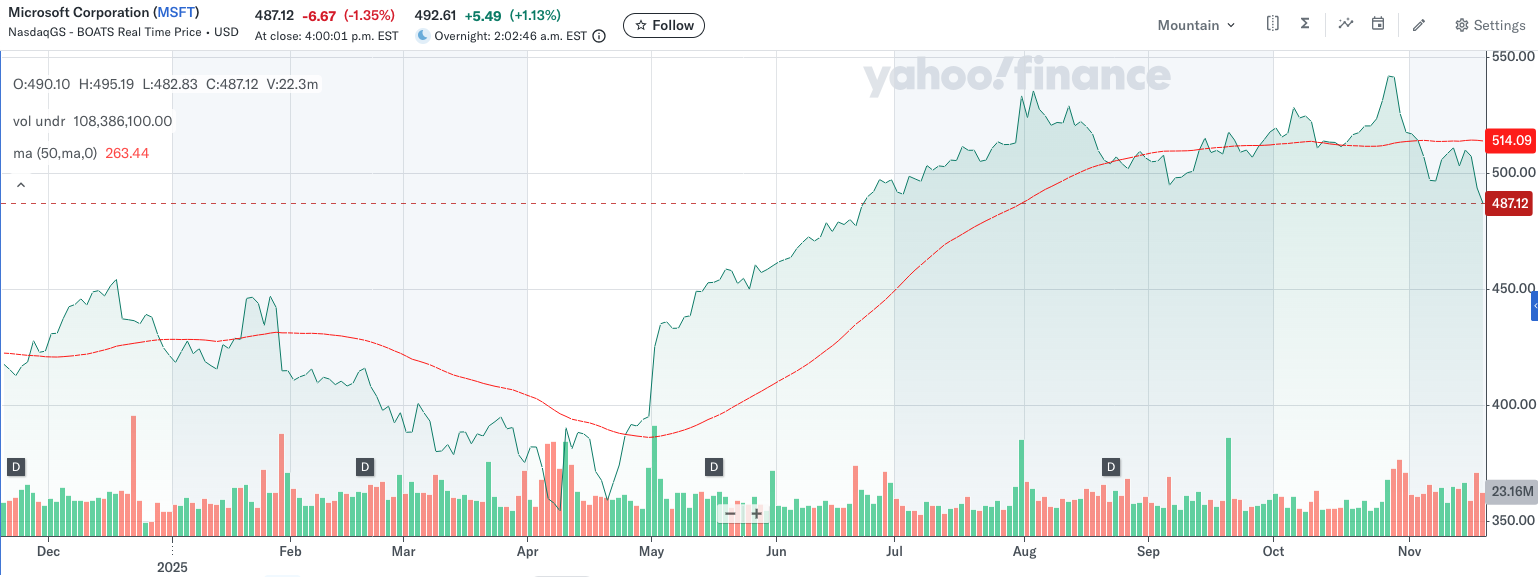 Microsoft Corporation (MSFT)
NasdaqGS - BOATS Real Time Price • USD
487.12 -6.67 (-1.35%)
At close: 4:00:01 p.m. EST
492.61 +5.49 (+1.13%)
Overnight: 2:02:46 a.m. EST
Follow
Mountain
Σ
Settings
O:490.10 H:495.19 L:482.83 C:487.12 V:22.3m
vol undr 108,386,100.00
ma (50,ma,0) 263.44
yahoo!finance
550.00
514.09
500.00
487.12
450.00
400.00
23.16M
350.00
D D D D
− +
Dec Feb Mar Apr May Jun Jul Aug Sep Oct Nov
2025